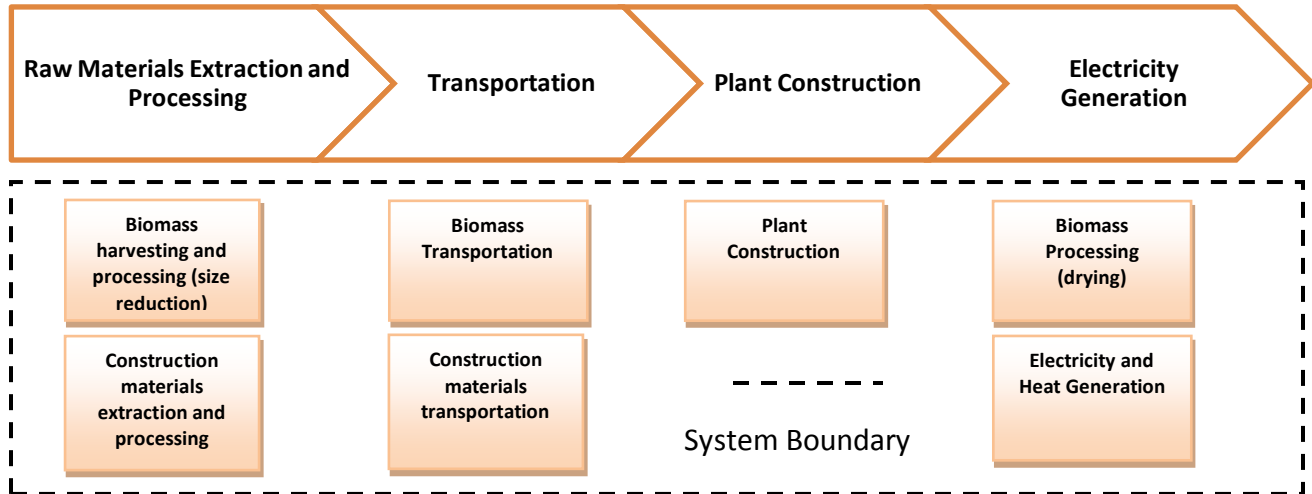 Raw Materials Extraction and
Processing
Transportation
Plant Construction
Electricity
Generation
Biomass
harvesting and
processing (size
reduction)
Biomass
Transportation
Plant
Construction
Biomass
Processing
(drying)
Construction
materials
extraction and
processing
Construction
materials
transportation
System Boundary
Electricity and
Heat Generation